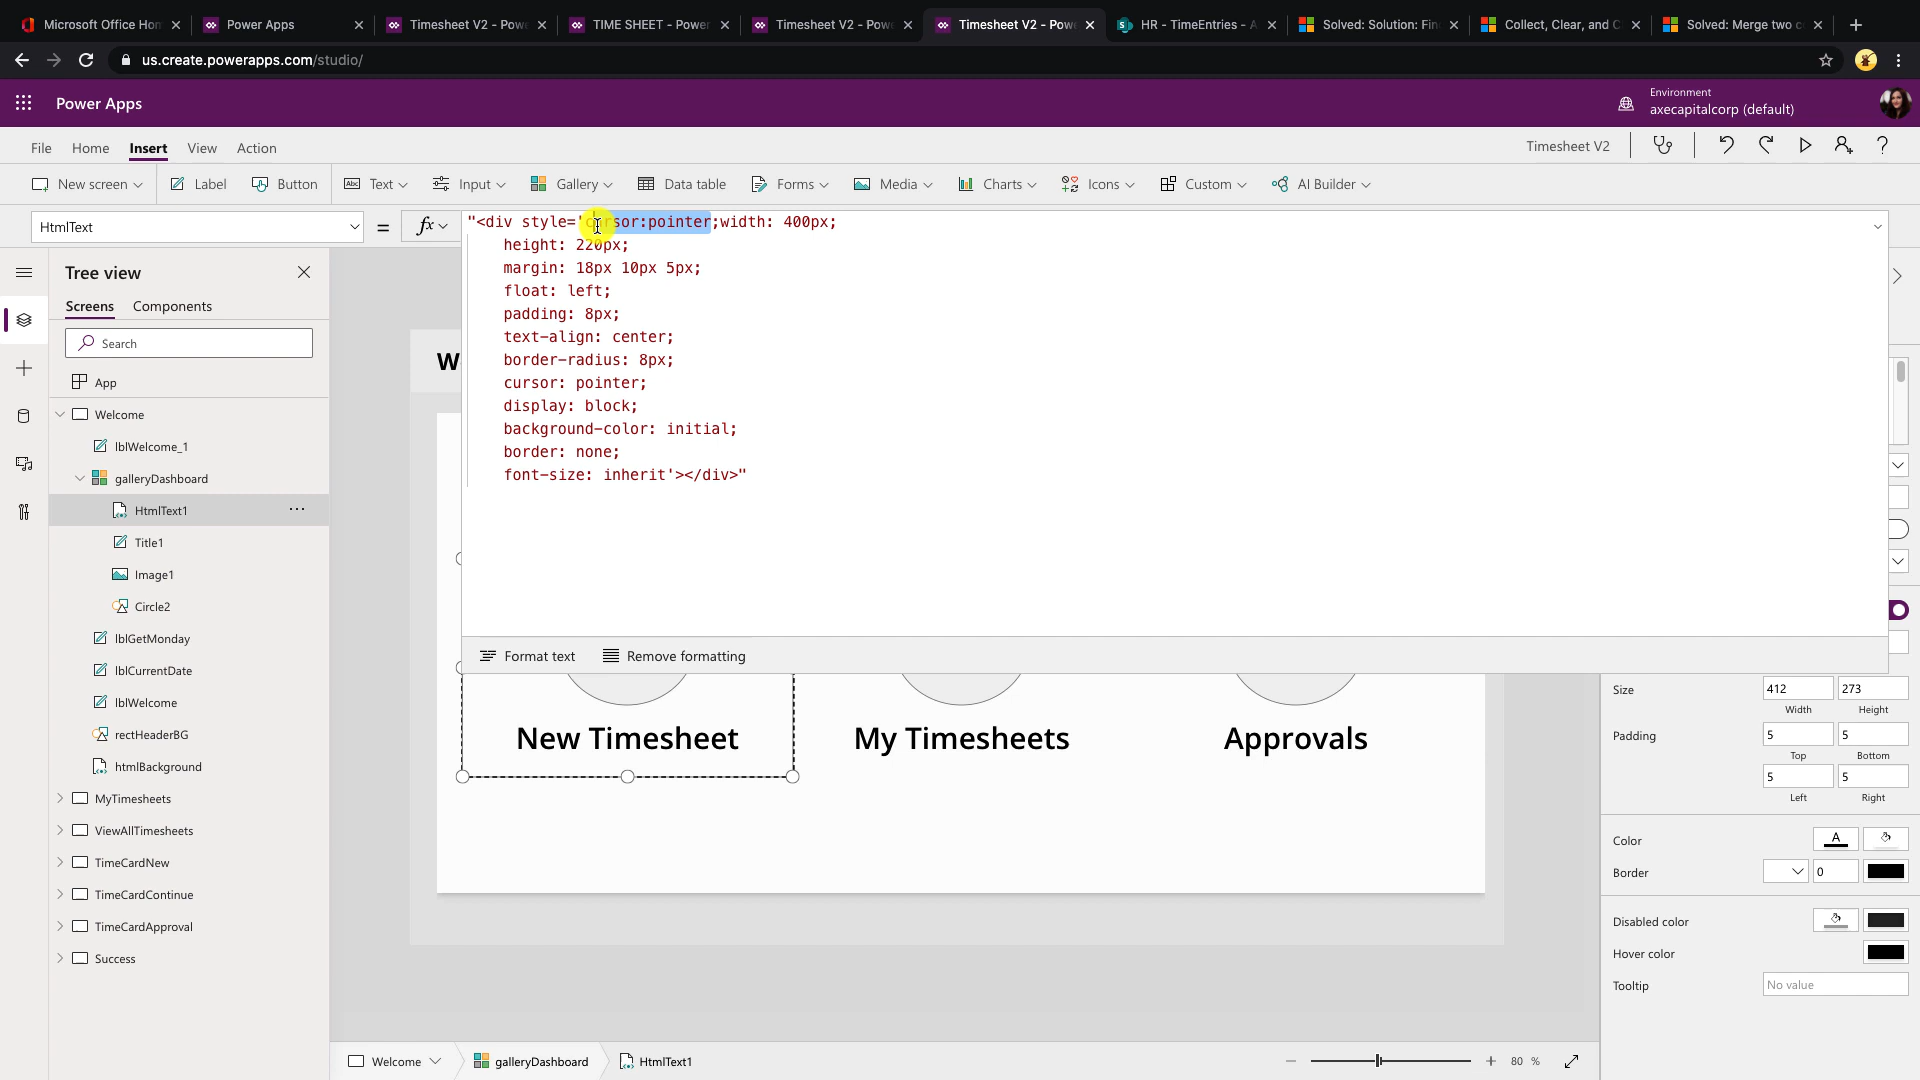 Microsoft Office Hon
Power Apps
Timesheet V2 - Powe
TIME SHEET - Power
Timesheet V2 - Powe
Timesheet V2 - Powe
HR - TimeEntries - A
Solved: Solution: Fin
Collect, Clear, and C
Solved: Merge two c
us.create.powerapps.com/studio/
Power Apps
Environment
axecapitalcorp (default)
File Home Insert View Action
Timesheet V2
New screen Label Button Text Input Gallery Data table Forms Media Charts Icons Custom AI Builder
HtmlText
= fx
"<div style='cursor:pointer;width: 400px;
height: 220px;
margin: 18px 10px 5px;
float: left;
padding: 8px;
text-align: center;
border-radius: 8px;
cursor: pointer;
display: block;
background-color: initial;
border: none;
font-size: inherit'></div>"
Format text Remove formatting
Tree view
Screens Components
Search
App
Welcome
lblWelcome_1
galleryDashboard
HtmlText1
Title1
Image1
Circle2
lblGetMonday
lblCurrentDate
lblWelcome
rectHeaderBG
htmlBackground
MyTimesheets
ViewAllTimesheets
TimeCardNew
TimeCardContinue
TimeCardApproval
Success
W
New Timesheet My Timesheets Approvals
Size 412 273
Width Height
Padding 5 5
Top Bottom
5 5
Left Right
Color A
Border 0
Disabled color
Hover color
Tooltip No value
Welcome galleryDashboard HtmlText1
80 %